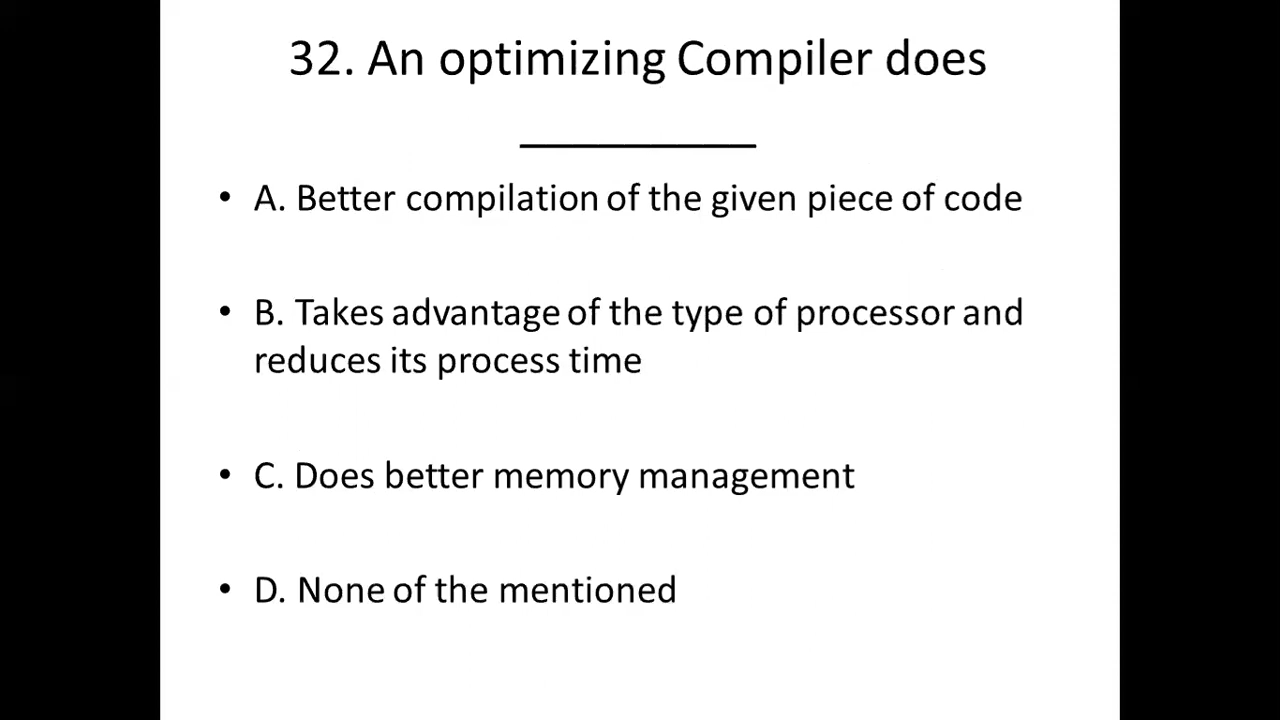 32. An optimizing Compiler does
_________
• A. Better compilation of the given piece of code
• B. Takes advantage of the type of processor and
reduces its process time
• C. Does better memory management
• D. None of the mentioned